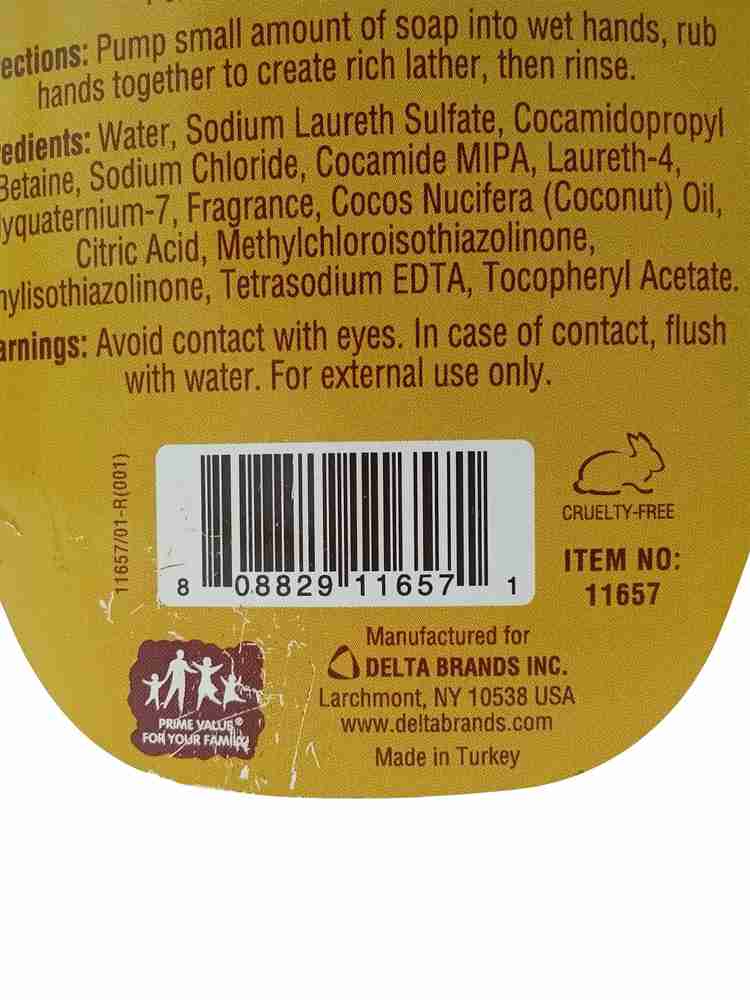 ections: Pump small amount of soap into wet hands, rub
hands together to create rich lather, then rinse.
edients: Water, Sodium Laureth Sulfate, Cocamidopropyl
Betaine, Sodium Chloride, Cocamide MIPA, Laureth-4,
lyquaternium-7, Fragrance, Cocos Nucifera (Coconut) Oil,
Citric Acid, Methylchloroisothiazolinone,
hylisothiazolinone, Tetrasodium EDTA, Tocopheryl Acetate.
arnings: Avoid contact with eyes. In case of contact, flush
with water. For external use only.
11657/01-R(001)
8 08829 11657 1
CRUELTY-FREE
ITEM NO:
11657
PRIME VALUE®
FOR YOUR FAMILY
Manufactured for
DELTA BRANDS INC.
Larchmont, NY 10538 USA
www.deltabrands.com
Made in Turkey